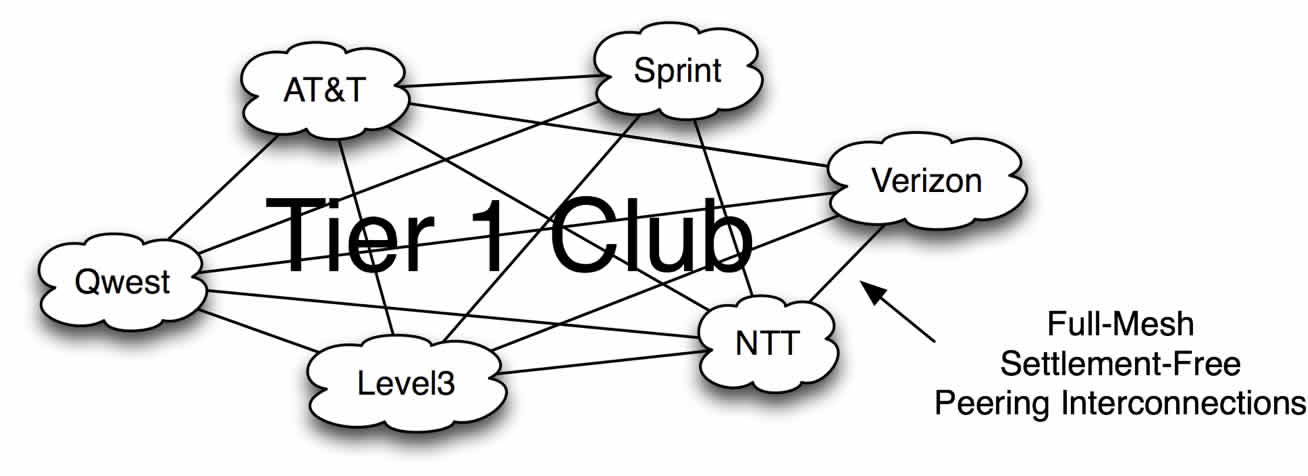 AT&T
Sprint
Verizon
Tier 1 Club
Qwest
NTT
Level3
Full-Mesh
Settlement-Free
Peering Interconnections